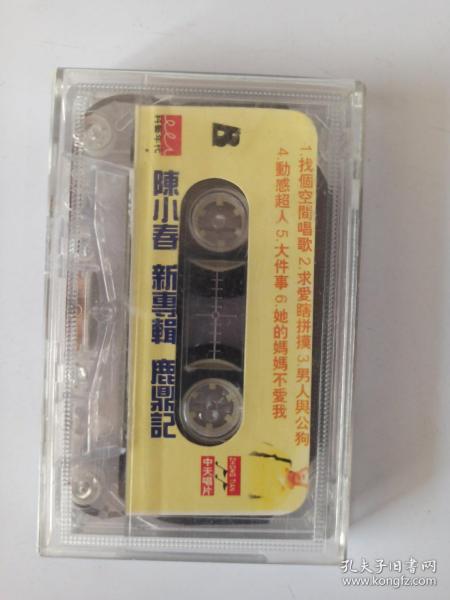 B
1.找個空間唱歌 2.求愛瞎拼摸 3.男人與公狗
4.動感超人 5.大件事 6.她的媽媽不愛我
陳小春 新專輯 鹿鼎記
中天唱片
孔夫子旧书网
www.kongfz.com